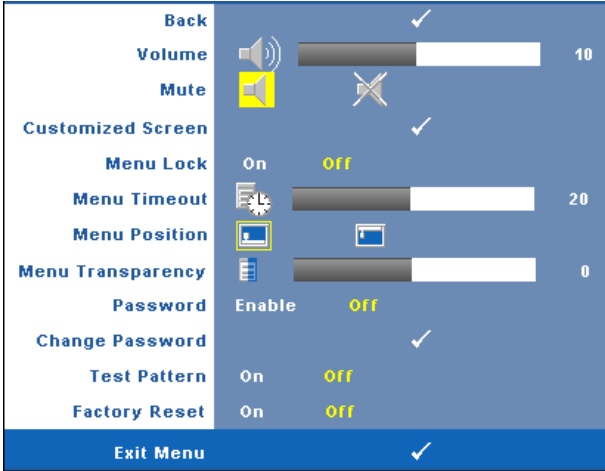 Back
Volume 10
Mute
Customized Screen
Menu Lock On Off
Menu Timeout 20
Menu Position
Menu Transparency 0
Password Enable Off
Change Password
Test Pattern On Off
Factory Reset On Off
Exit Menu